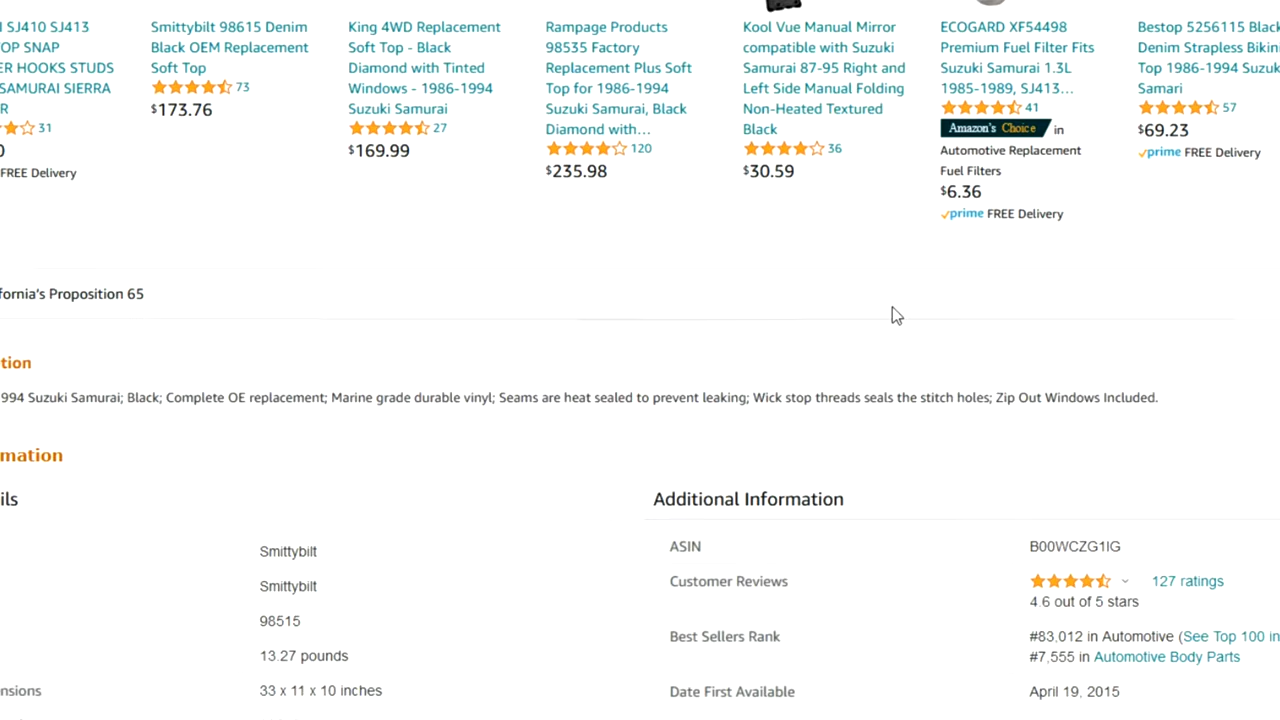 SJ410 SJ413
OP SNAP
ER HOOKS STUDS
SAMURAI SIERRA
R
31
0
FREE Delivery
Smittybilt 98615 Denim
Black OEM Replacement
Soft Top
73
$173.76
King 4WD Replacement
Soft Top - Black
Diamond with Tinted
Windows - 1986-1994
Suzuki Samurai
27
$169.99
Rampage Products
98535 Factory
Replacement Plus Soft
Top for 1986-1994
Suzuki Samurai, Black
Diamond with...
120
$235.98
Kool Vue Manual Mirror
compatible with Suzuki
Samurai 87-95 Right and
Left Side Manual Folding
Non-Heated Textured
Black
36
$30.59
ECOGARD XF54498
Premium Fuel Filter Fits
Suzuki Samurai 1.3L
1985-1989, SJ413...
41
Amazon's Choice in
Automotive Replacement
Fuel Filters
$6.36
prime FREE Delivery
Bestop 5256115 Black
Denim Strapless Bikin
Top 1986-1994 Suzuk
Samari
57
$69.23
prime FREE Delivery
fornia's Proposition 65
tion
994 Suzuki Samurai; Black; Complete OE replacement; Marine grade durable vinyl; Seams are heat sealed to prevent leaking; Wick stop threads seals the stitch holes; Zip Out Windows Included.
mation
ils
Smittybilt
Smittybilt
98515
13.27 pounds
nsions 33 x 11 x 10 inches
Additional Information
ASIN B00WCZG1IG
Customer Reviews 127 ratings
4.6 out of 5 stars
Best Sellers Rank #83,012 in Automotive (See Top 100 in
#7,555 in Automotive Body Parts
Date First Available April 19, 2015